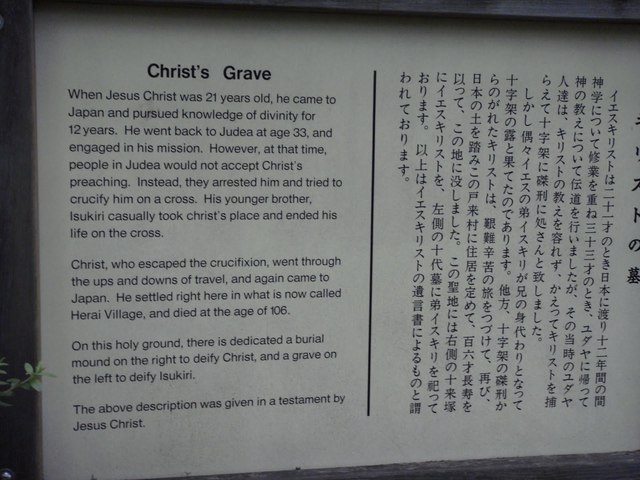 Christ's Grave
When Jesus Christ was 21 years old, he came to
Japan and pursued knowledge of divinity for
12 years. He went back to Judea at age 33, and
engaged in his mission. However, at that time,
people in Judea would not accept Christ's
preaching. Instead, they arrested him and tried to
crucify him on a cross. His younger brother,
Isukiri casually took christ's place and ended his
life on the cross.
Christ, who escaped the crucifixion, went through
the ups and downs of travel, and again came to
Japan. He settled right here in what is now called
Herai Village, and died at the age of 106.
On this holy ground, there is dedicated a burial
mound on the right to deify Christ, and a grave on
the left to deify Isukiri.
The above description was given in a testament by
Jesus Christ.
キリストの墓
イエスキリストは二十一才のとき日本に渡り十二年間の間
神学について修業を重ね三十三才のとき、ユダヤに帰って
神の教えについて伝道を行いましたが、その当時のユダヤ
人達は、キリストの教えを容れず、かえってキリストを捕
らえて十字架に磔刑に処さんと致しました。
しかし偶々イエスの弟イスキリが兄の身代わりとなって
十字架の露と果てたのであります。他方、十字架の磔刑か
らのがれたキリストは、艱難辛苦の旅をつづけて、再び、
日本の土を踏みこの戸来村に住居を定めて、百六才長寿を
以つて、この地に没しました。この聖地には右側の十来塚
にイエスキリストを、左側の十代墓に弟イスキリを祀って
おります。以上はイエスキリストの遺言書によるものと謂
われております。